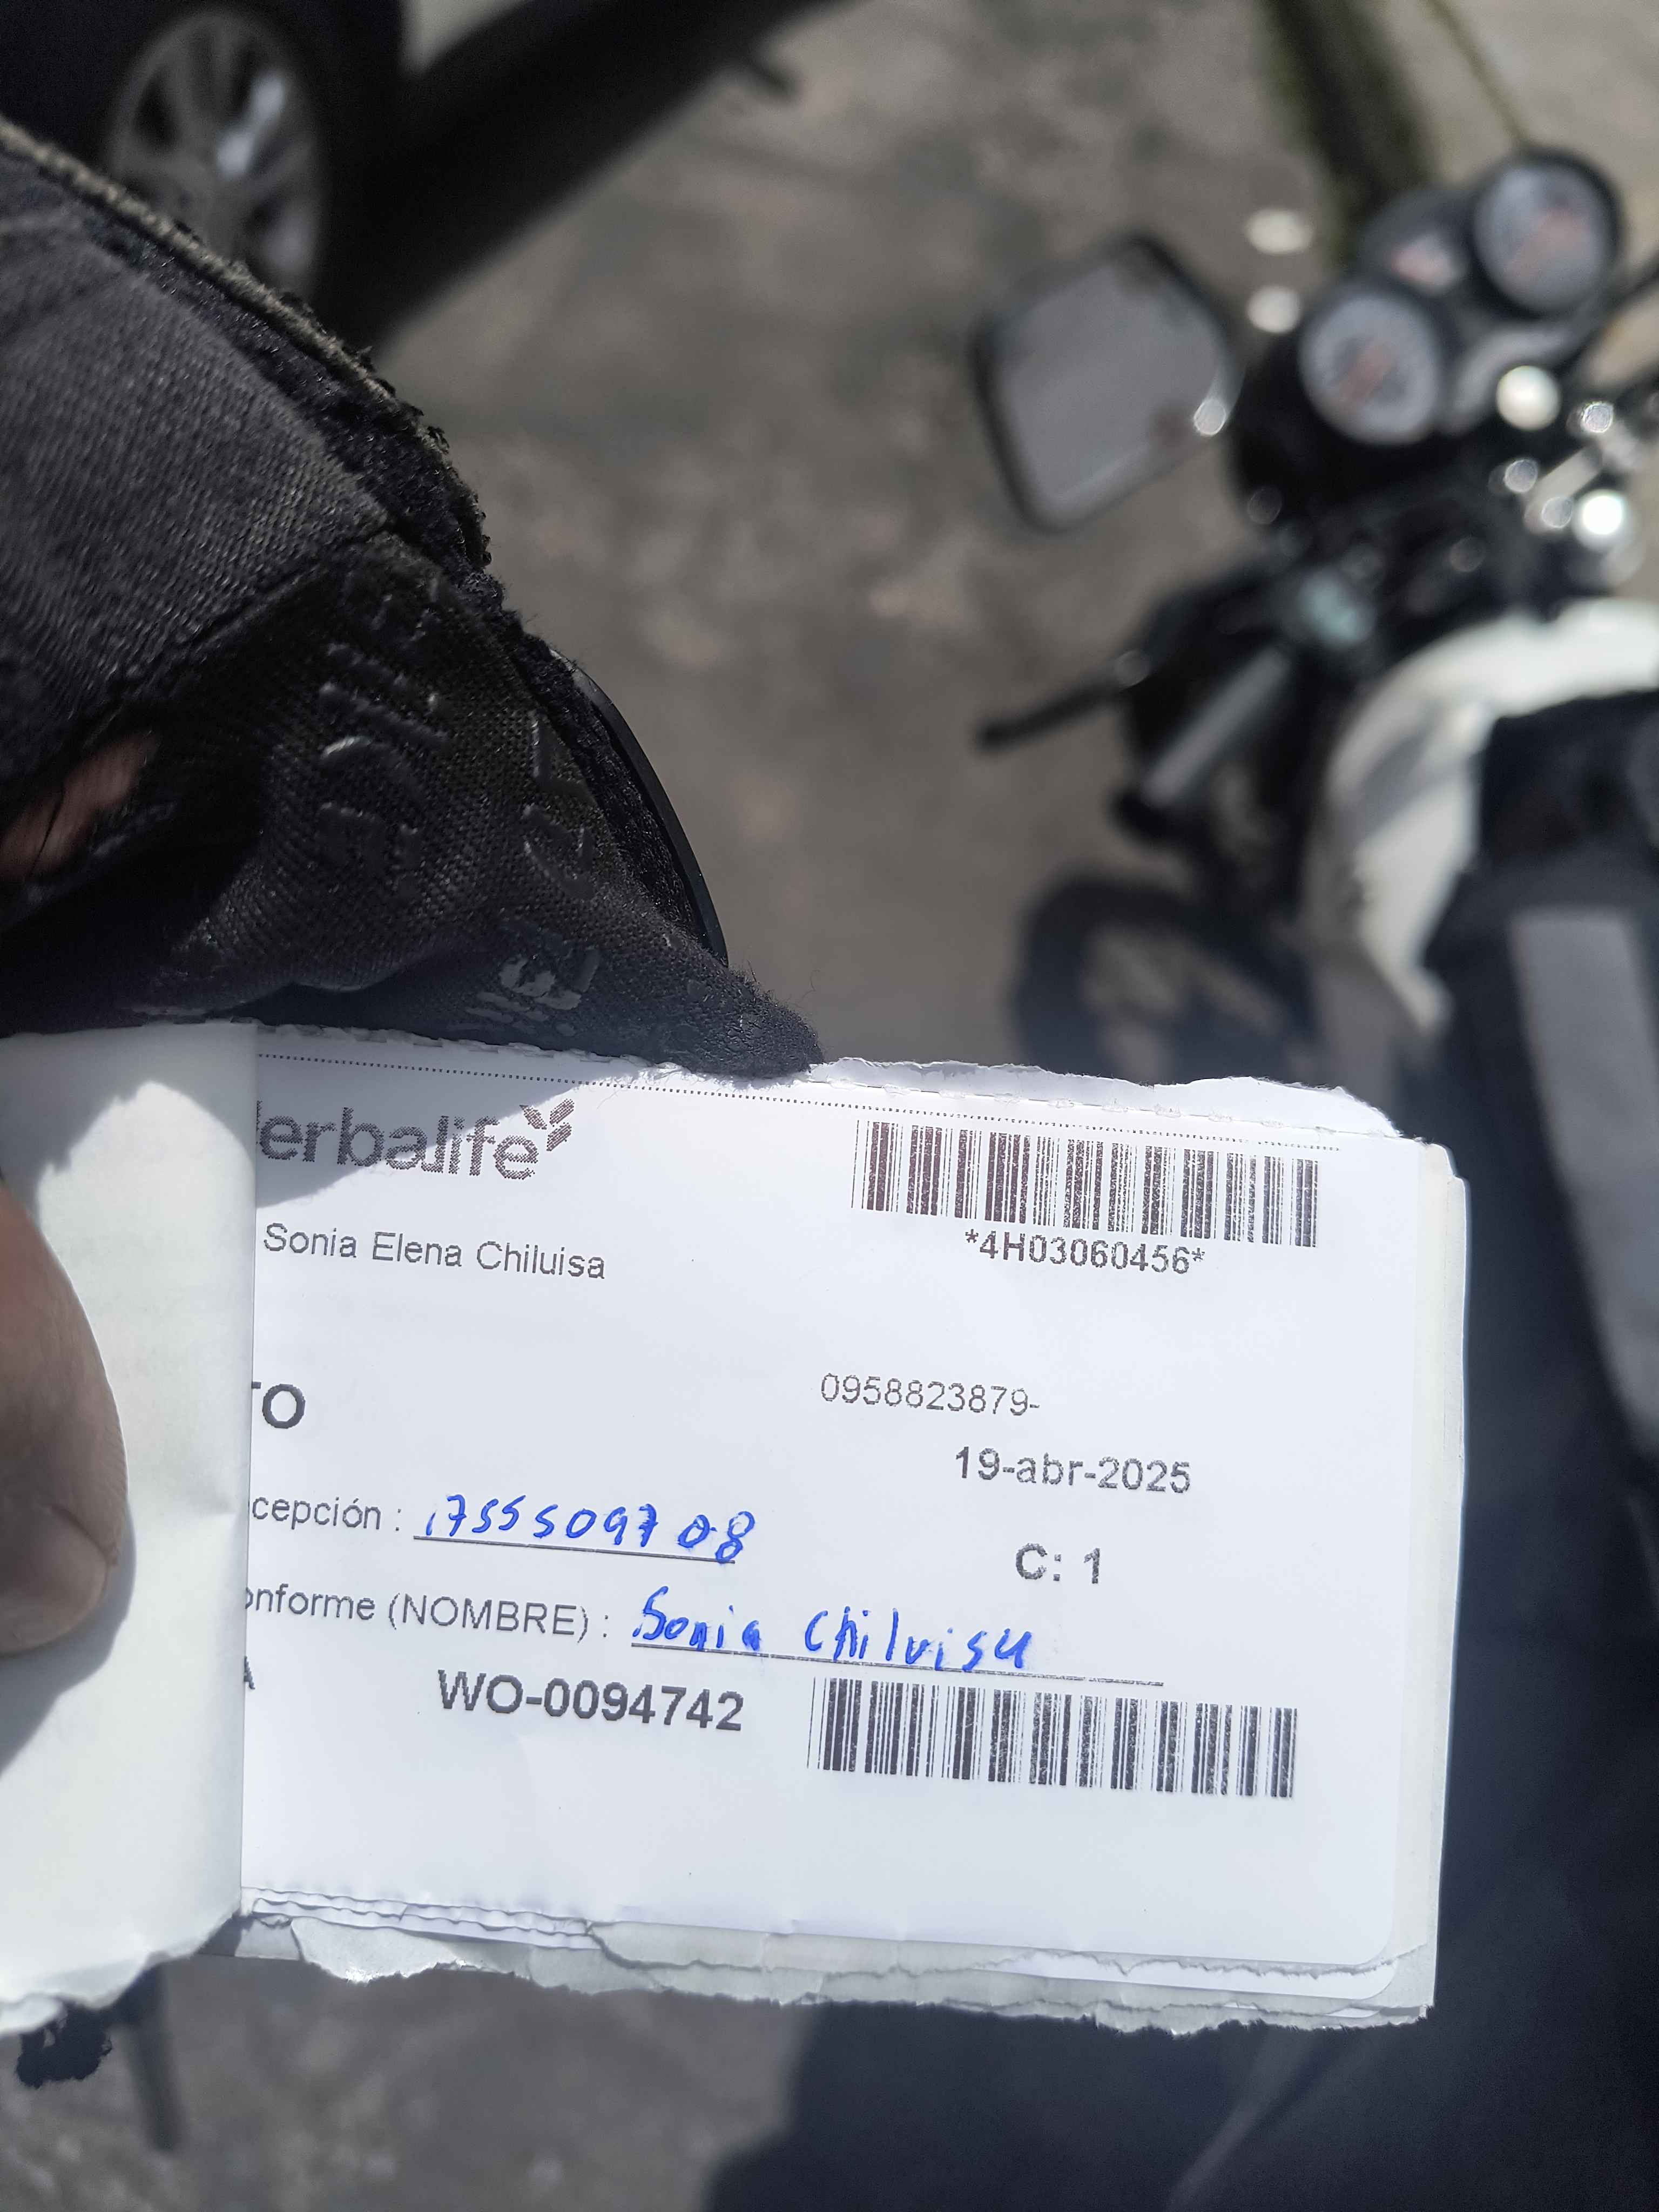 erbalife
Sonia Elena Chiluisa
*4H03060456*
TO
0958823879-
19-abr-2025
cepción : 1755509708
C: 1
onforme (NOMBRE) : Sonia Chiluisa
A WO-0094742